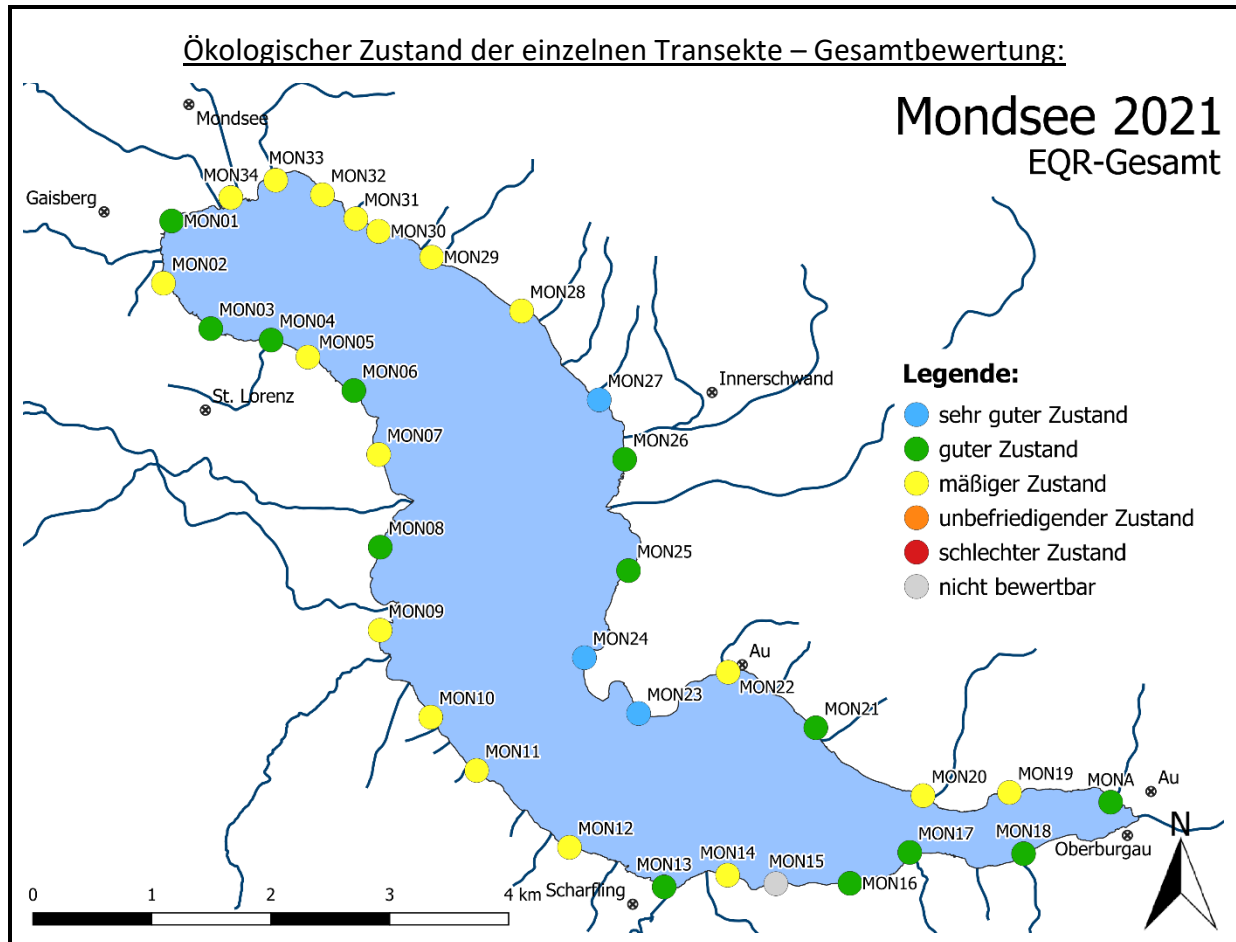 Ökologischer Zustand der einzelnen Transekte – Gesamtbewertung:
Mondsee 2021
EQR-Gesamt
Mondsee
MON33
MON32
MON34
MON31
Gaisberg
MON01
MON30
MON29
MON02
MON28
MON03
MON04
MON05
MON06
MON27
Innerschwand
St. Lorenz
MON26
MON07
MON08
MON25
MON09
MON24
Au
MON22
MON23
MON10
MON21
MON11
MON20
MON19
MONA
Au
MON12
MON17
MON18
Oberburgau
MON14
MON15
MON13
MON16
Scharfling
Legende:
sehr guter Zustand
guter Zustand
mäßiger Zustand
unbefriedigender Zustand
schlechter Zustand
nicht bewertbar
N
0 1 2 3 4 km